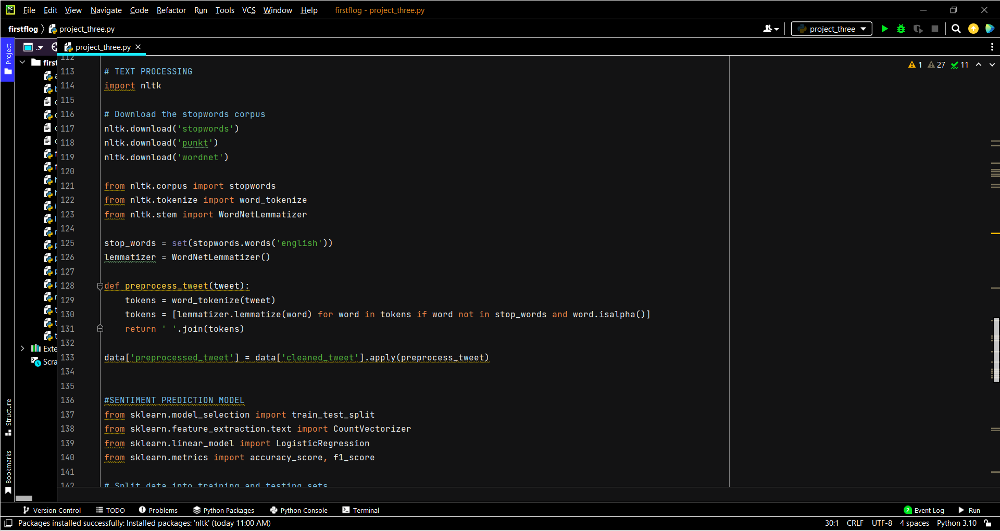 File Edit View Navigate Code Refactor Run Tools VCS Window Help firstflog - project_three.py
firstflog project_three.py project_three
Project
project_three.py
first
Exte
Scra
1 27 11
112
113 # TEXT PROCESSING
114 import nltk
115
116 # Download the stopwords corpus
117 nltk.download('stopwords')
118 nltk.download('punkt')
119 nltk.download('wordnet')
120
121 from nltk.corpus import stopwords
122 from nltk.tokenize import word_tokenize
123 from nltk.stem import WordNetLemmatizer
124
125 stop_words = set(stopwords.words('english'))
126 lemmatizer = WordNetLemmatizer()
127
128 def preprocess_tweet(tweet):
129 tokens = word_tokenize(tweet)
130 tokens = [lemmatizer.lemmatize(word) for word in tokens if word not in stop_words and word.isalpha()]
131 return ' '.join(tokens)
132
133 data['preprocessed_tweet'] = data['cleaned_tweet'].apply(preprocess_tweet)
134
135
136 #SENTIMENT PREDICTION MODEL
137 from sklearn.model_selection import train_test_split
138 from sklearn.feature_extraction.text import CountVectorizer
139 from sklearn.linear_model import LogisticRegression
140 from sklearn.metrics import accuracy_score, f1_score
141
142 # Split data into training and testing sets
Structure
Bookmarks
Version Control TODO Problems Python Packages Python Console Terminal 2 Event Log Run
Packages installed successfully: Installed packages: 'nltk' (today 11:00 AM) 30:1 CRLF UTF-8 4 spaces Python 3.10